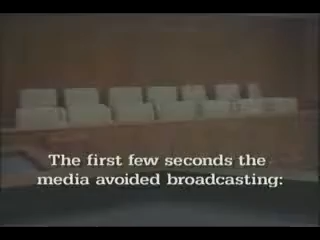 The first few seconds the
media avoided broadcasting: